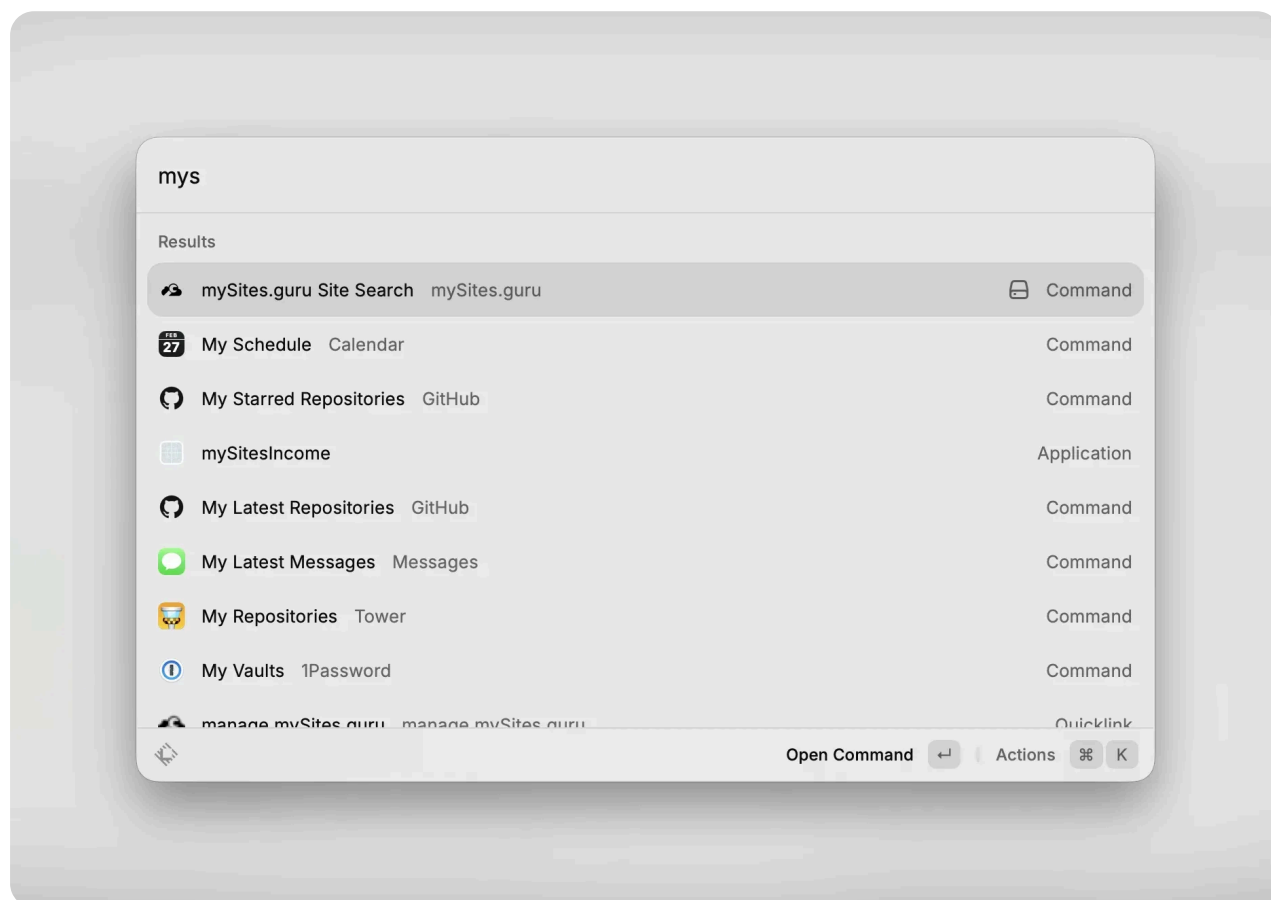 mys
Results
mySites.guru Site Search mySites.guru Command
FEB 27 My Schedule Calendar Command
My Starred Repositories GitHub Command
mySitesIncome Application
My Latest Repositories GitHub Command
My Latest Messages Messages Command
My Repositories Tower Command
My Vaults 1Password Command
manage.mySites.guru manage.mySites.guru Quicklink
Open Command ↵ Actions ⌘ K